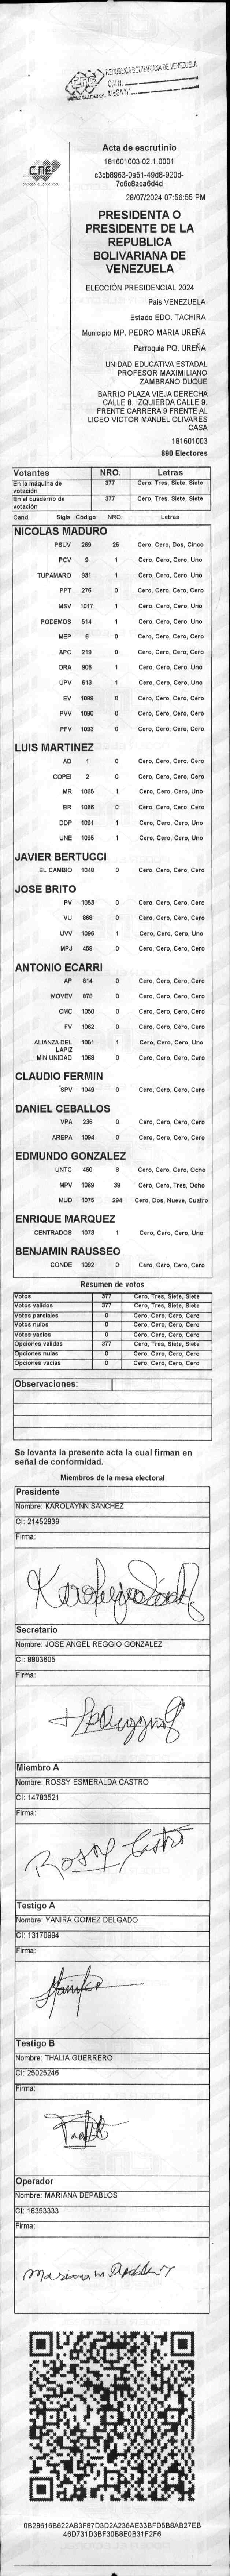 REPUBLICA BOLIVARIANA DE VENEZUELA
CNE
Acta de escrutinio
181601003.02.1.0001
c3cb8963-0a51-49d8-920d-
7c6c8aca6d4d
28/07/2024 07:56:55 PM
PRESIDENTA O
PRESIDENTE DE LA
REPUBLICA
BOLIVARIANA DE
VENEZUELA
ELECCIÓN PRESIDENCIAL 2024
Pais VENEZUELA
Estado EDO. TACHIRA
Municipio MP. PEDRO MARIA UREÑA
Parroquia PQ. UREÑA
UNIDAD EDUCATIVA ESTADAL
PROFESOR MAXIMILIANO
ZAMBRANO DUQUE
BARRIO PLAZA VIEJA DERECHA
CALLE 8. IZQUIERDA CALLE 9.
FRENTE CARRERA 9 FRENTE AL
LICEO VICTOR MANUEL OLIVARES
CASA
181601003
890 Electores
Votantes NRO. Letras
En la máquina de votación 377 Cero, Tres, Siete, Siete
En el cuaderno de votación 377 Cero, Tres, Siete, Siete
Cand. Sigla Codigo NRO. Letras
NICOLAS MADURO
PSUV 269 25 Cero, Cero, Dos, Cinco
PCV 9 1 Cero, Cero, Cero, Uno
TUPAMARO 931 1 Cero, Cero, Cero, Uno
PPT 276 0 Cero, Cero, Cero, Cero
MSV 1017 1 Cero, Cero, Cero, Uno
PODEMOS 514 1 Cero, Cero, Cero, Uno
MEP 6 0 Cero, Cero, Cero, Cero
APC 219 0 Cero, Cero, Cero, Cero
ORA 906 1 Cero, Cero, Cero, Uno
UPV 613 1 Cero, Cero, Cero, Uno
EV 1089 0 Cero, Cero, Cero, Cero
PVV 1090 0 Cero, Cero, Cero, Cero
PFV 1093 0 Cero, Cero, Cero, Cero
LUIS MARTINEZ
AD 1 0 Cero, Cero, Cero, Cero
COPEI 2 0 Cero, Cero, Cero, Cero
MR 1065 1 Cero, Cero, Cero, Uno
BR 1066 0 Cero, Cero, Cero, Cero
DDP 1091 1 Cero, Cero, Cero, Uno
UNE 1095 1 Cero, Cero, Cero, Uno
JAVIER BERTUCCI
EL CAMBIO 1048 0 Cero, Cero, Cero, Cero
JOSE BRITO
PV 1053 0 Cero, Cero, Cero, Cero
VU 868 0 Cero, Cero, Cero, Cero
UVV 1096 1 Cero, Cero, Cero, Uno
MPJ 458 0 Cero, Cero, Cero, Cero
ANTONIO ECARRI
AP 814 0 Cero, Cero, Cero, Cero
MOVEV 878 0 Cero, Cero, Cero, Cero
CMC 1050 0 Cero, Cero, Cero, Cero
FV 1062 0 Cero, Cero, Cero, Cero
ALIANZA DEL LAPIZ 1051 1 Cero, Cero, Cero, Uno
MIN UNIDAD 1068 0 Cero, Cero, Cero, Cero
CLAUDIO FERMIN
SPV 1049 0 Cero, Cero, Cero, Cero
DANIEL CEBALLOS
VPA 236 0 Cero, Cero, Cero, Cero
AREPA 1094 0 Cero, Cero, Cero, Cero
EDMUNDO GONZALEZ
UNTC 460 8 Cero, Cero, Cero, Ocho
MPV 1069 38 Cero, Cero, Tres, Ocho
MUD 1075 294 Cero, Dos, Nueve, Cuatro
ENRIQUE MARQUEZ
CENTRADOS 1073 1 Cero, Cero, Cero, Uno
BENJAMIN RAUSSEO
CONDE 1092 0 Cero, Cero, Cero, Cero
Resumen de votos
Votos 377 Cero, Tres, Siete, Siete
Votos validos 377 Cero, Tres, Siete, Siete
Votos parciales 0 Cero, Cero, Cero, Cero
Votos nulos 0 Cero, Cero, Cero, Cero
Votos vacios 0 Cero, Cero, Cero, Cero
Opciones validas 377 Cero, Tres, Siete, Siete
Opciones nulas 0 Cero, Cero, Cero, Cero
Opciones vacias 0 Cero, Cero, Cero, Cero
Observaciones:
Se levanta la presente acta la cual firman en
señal de conformidad.
Miembros de la mesa electoral
Presidente
Nombre: KAROLAYNN SANCHEZ
CI: 21452839
Firma:
Secretario
Nombre: JOSE ANGEL REGGIO GONZALEZ
CI: 8803605
Firma:
Miembro A
Nombre: ROSSY ESMERALDA CASTRO
CI: 14783521
Firma:
Rossy Castro
Testigo A
Nombre: YANIRA GOMEZ DELGADO
CI: 13170994
Firma:
Testigo B
Nombre: THALIA GUERRERO
CI: 25025246
Firma:
Operador
Nombre: MARIANA DEPABLOS
CI: 18353333
Firma:
0B28616B622AB3F87D3D2A236AE33BFD5B8AB27EB
46D731D3BF30B8E0B31F2F6